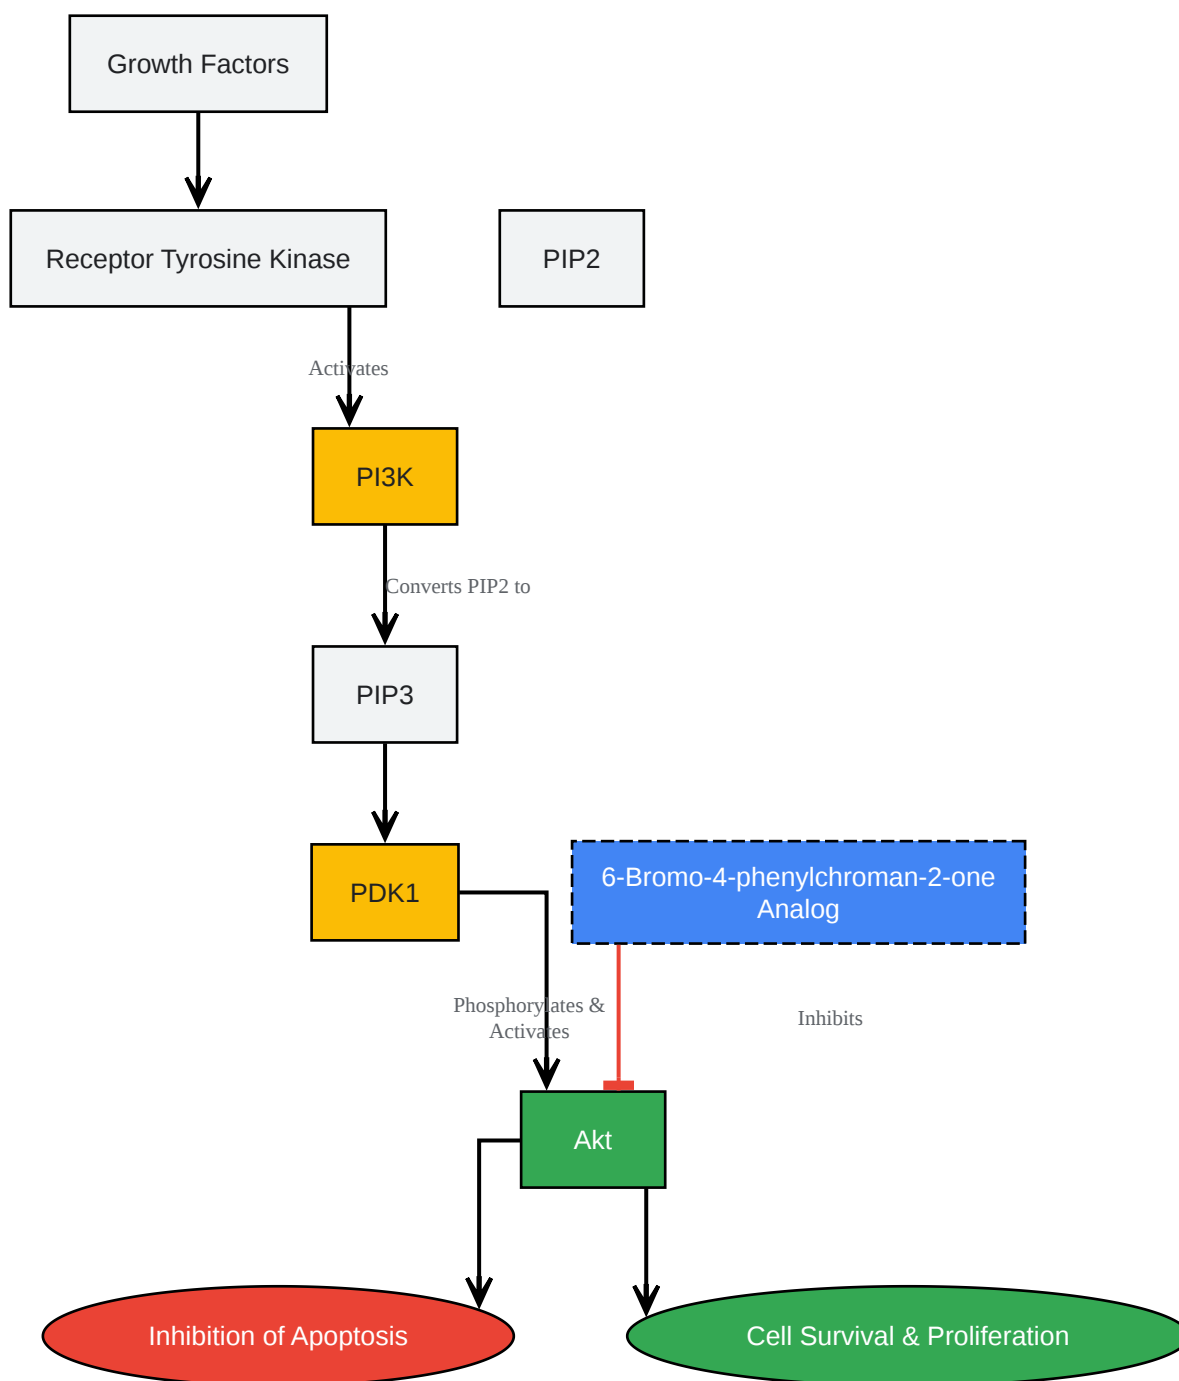 Growth Factors
Receptor Tyrosine Kinase
PIP2
Activates
PI3K
Converts PIP2 to
PIP3
PDK1
6-Bromo-4-phenylchroman-2-one
Analog
Phosphorylates &
Activates
Inhibits
Akt
Inhibition of Apoptosis
Cell Survival & Proliferation